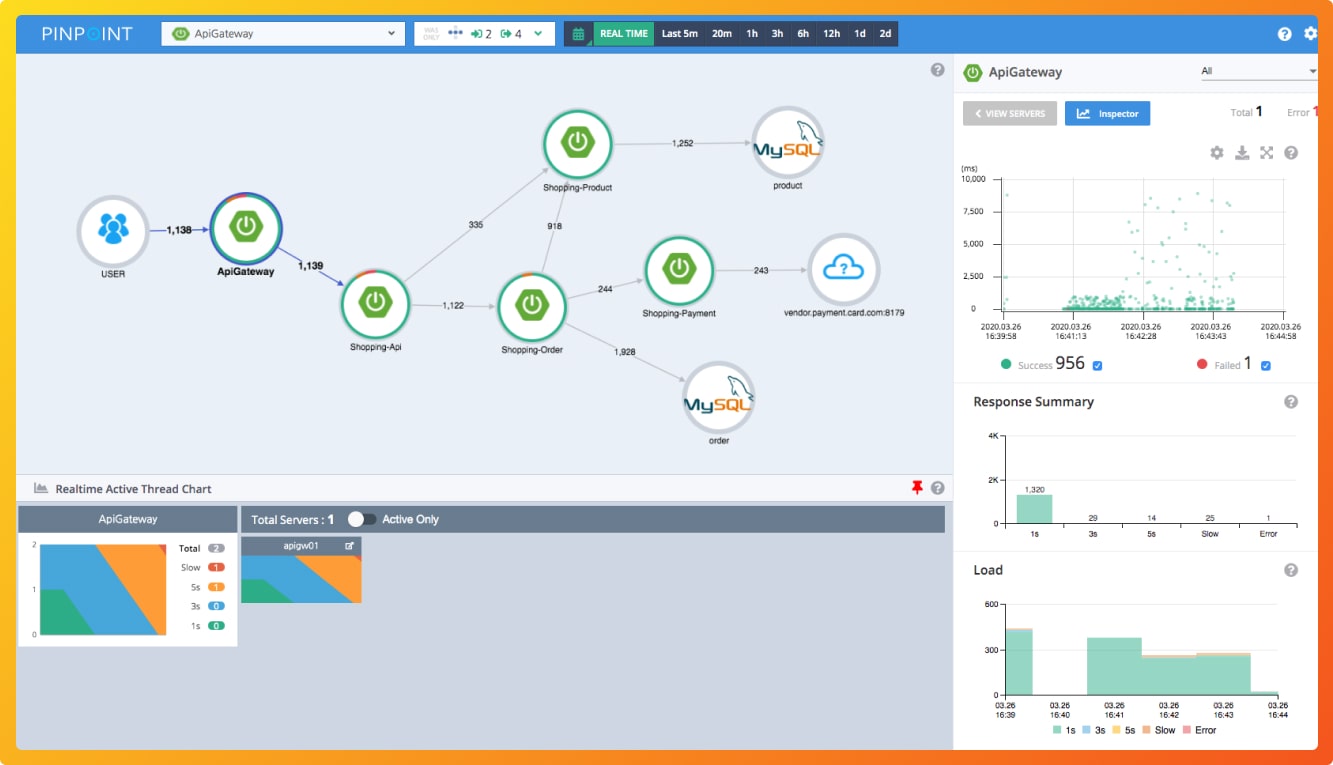 PINPOINT
ApiGateway
WAS ONLY
2
4
REAL TIME
Last 5m
20m
1h
3h
6h
12h
1d
2d
?
?
1,138
USER
ApiGateway
1,139
Shopping-Api
335
1,122
Shopping-Product
1,252
MySQL
product
918
Shopping-Order
244
Shopping-Payment
243
?
vendor.payment.card.com:8179
1,928
MySQL
order
Realtime Active Thread Chart
?
ApiGateway
2
1
0
Total 2
Slow 1
5s 1
3s 0
1s 0
Total Servers : 1
Active Only
apigw01
ApiGateway
All
VIEW SERVERS
Inspector
Total 1
Error 1
?
(ms)
10,000
7,500
5,000
2,500
0
2020.03.26 16:39:58
2020.03.26 16:41:13
2020.03.26 16:42:28
2020.03.26 16:43:43
2020.03.26 16:44:58
Success 956
Failed 1
Response Summary
?
4K
2K
0
1,320
29
14
25
1
1s
3s
5s
Slow
Error
Load
?
600
300
0
03.26 16:39
03.26 16:40
03.26 16:41
03.26 16:42
03.26 16:43
03.26 16:44
1s
3s
5s
Slow
Error